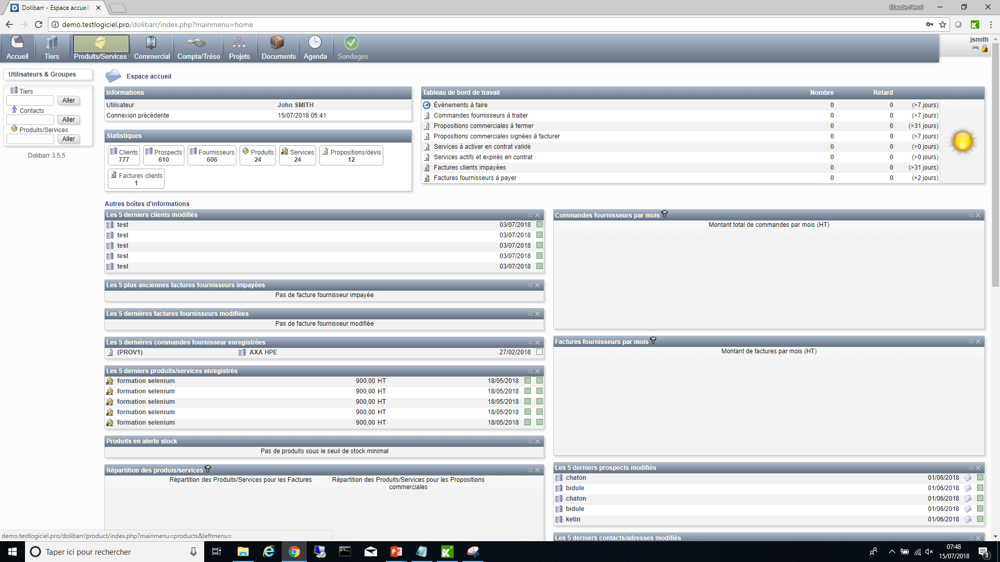 Dolibarr - Espace accueil
Claude-Henri
demo.testlogiciel.pro/dolibarr/index.php?mainmenu=home
Accueil
Tiers
Produits/Services
Commercial
Compta/Tréso
Projets
Documents
Agenda
Sondages
jsmith
Utilisateurs & Groupes
Tiers
Aller
Contacts
Aller
Produits/Services
Aller
Dolibarr 3.5.5
Espace accueil
Informations
Utilisateur John SMITH
Connexion précédente 15/07/2018 05:41
Statistiques
Clients
777
Prospects
610
Fournisseurs
606
Produits
24
Services
24
Propositions/devis
12
Factures clients
1
Tableau de bord de travail Nombre Retard
Événements à faire 0 0 (>7 jours)
Commandes fournisseurs à traiter 0 0 (>7 jours)
Propositions commerciales à fermer 0 0 (>31 jours)
Propositions commerciales signées à facturer 0 0 (>7 jours)
Services à activer en contrat validé 0 0 (>0 jours)
Services actifs et expirés en contrat 0 0 (>0 jours)
Factures clients impayées 0 0 (>31 jours)
Factures fournisseurs à payer 0 0 (>2 jours)
Autres boîtes d'informations
Les 5 derniers clients modifiés
test 03/07/2018
test 03/07/2018
test 03/07/2018
test 03/07/2018
test 03/07/2018
Les 5 plus anciennes factures fournisseurs impayées
Pas de facture fournisseur impayée
Les 5 dernières factures fournisseurs modifiées
Pas de facture fournisseur modifiée
Les 5 dernières commandes fournisseur enregistrées
(PROV1) AXA HPE 27/02/2018
Les 5 derniers produits/services enregistrés
formation selenium 900,00 HT 18/05/2018
formation selenium 900,00 HT 18/05/2018
formation selenium 900,00 HT 18/05/2018
formation selenium 900,00 HT 18/05/2018
formation selenium 900,00 HT 18/05/2018
Produits en alerte stock
Pas de produits sous le seuil de stock minimal
Répartition des produis/services
Répartition des Produits/Services pour les Factures
Répartition des Produits/Services pour les Propositions
commerciales
Commandes fournisseurs par mois
Montant total de commandes par mois (HT)
Factures fournisseurs par mois
Montant de factures par mois (HT)
Les 5 derniers prospects modifiés
chaton 01/06/2018
bidule 01/06/2018
chaton 01/06/2018
bidule 01/06/2018
ketin 01/06/2018
Les 5 derniers contacts/adresses modifiés
demo.testlogiciel.pro/dolibarr/product/index.php?mainmenu=products&leftmenu=
Taper ici pour rechercher
07:48
15/07/2018
3